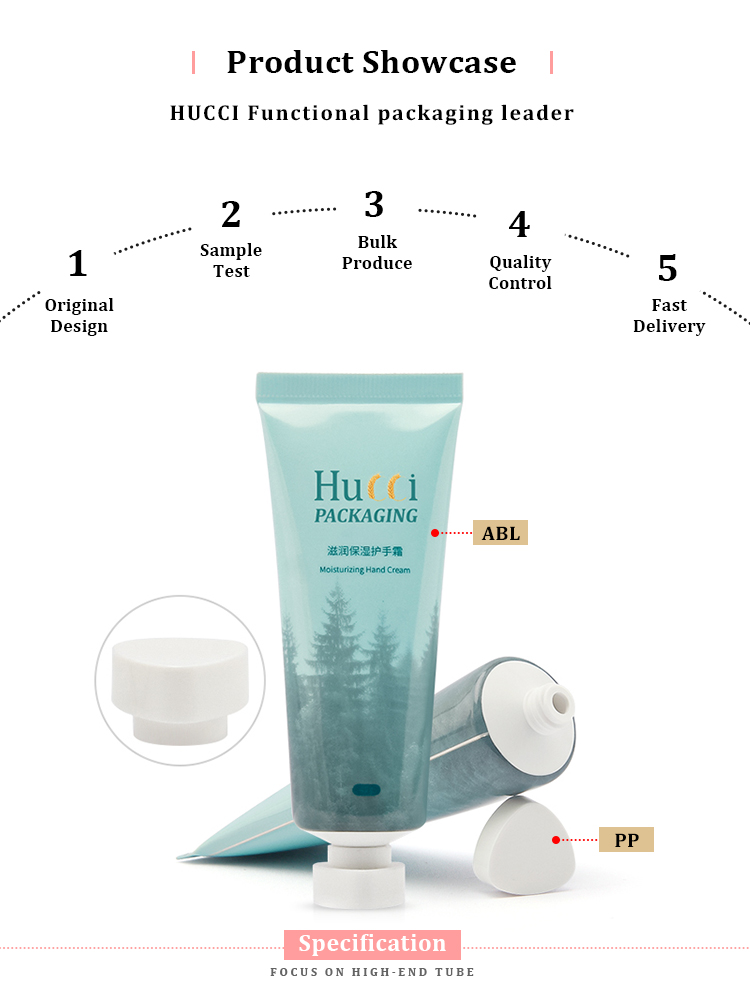 Product Showcase
HUCCI Functional packaging leader
1
Original
Design
2
Sample
Test
3
Bulk
Produce
4
Quality
Control
5
Fast
Delivery
Hucci
PACKAGING
滋润保湿护手霜
Moisturizing Hand Cream
ABL
PP
Specification
FOCUS ON HIGH-END TUBE